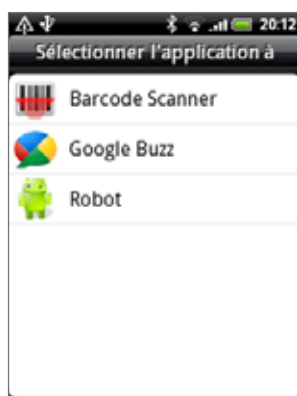 20:12
Sélectionner l'application à
Barcode Scanner
Google Buzz
Robot